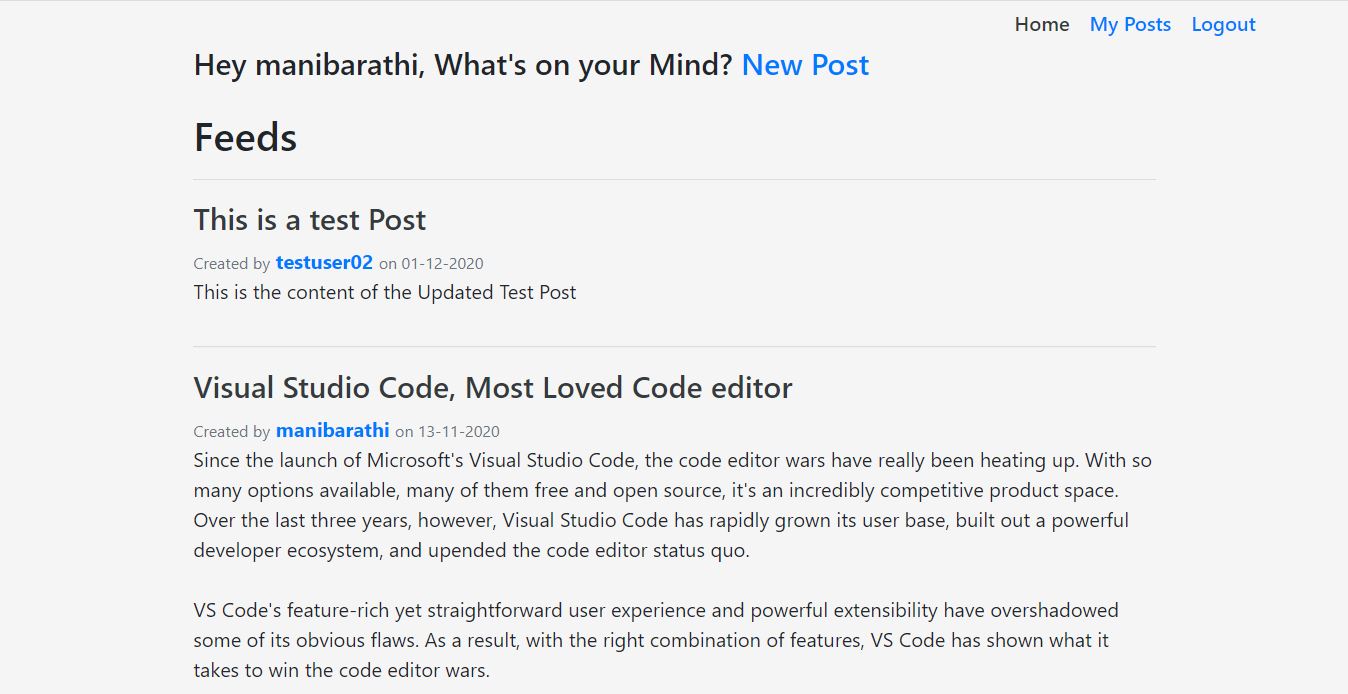 Home My Posts Logout
Hey manibarathi, What's on your Mind? New Post
Feeds
This is a test Post
Created by testuser02 on 01-12-2020
This is the content of the Updated Test Post
Visual Studio Code, Most Loved Code editor
Created by manibarathi on 13-11-2020
Since the launch of Microsoft's Visual Studio Code, the code editor wars have really been heating up. With so
many options available, many of them free and open source, it's an incredibly competitive product space.
Over the last three years, however, Visual Studio Code has rapidly grown its user base, built out a powerful
developer ecosystem, and upended the code editor status quo.
VS Code's feature-rich yet straightforward user experience and powerful extensibility have overshadowed
some of its obvious flaws. As a result, with the right combination of features, VS Code has shown what it
takes to win the code editor wars.